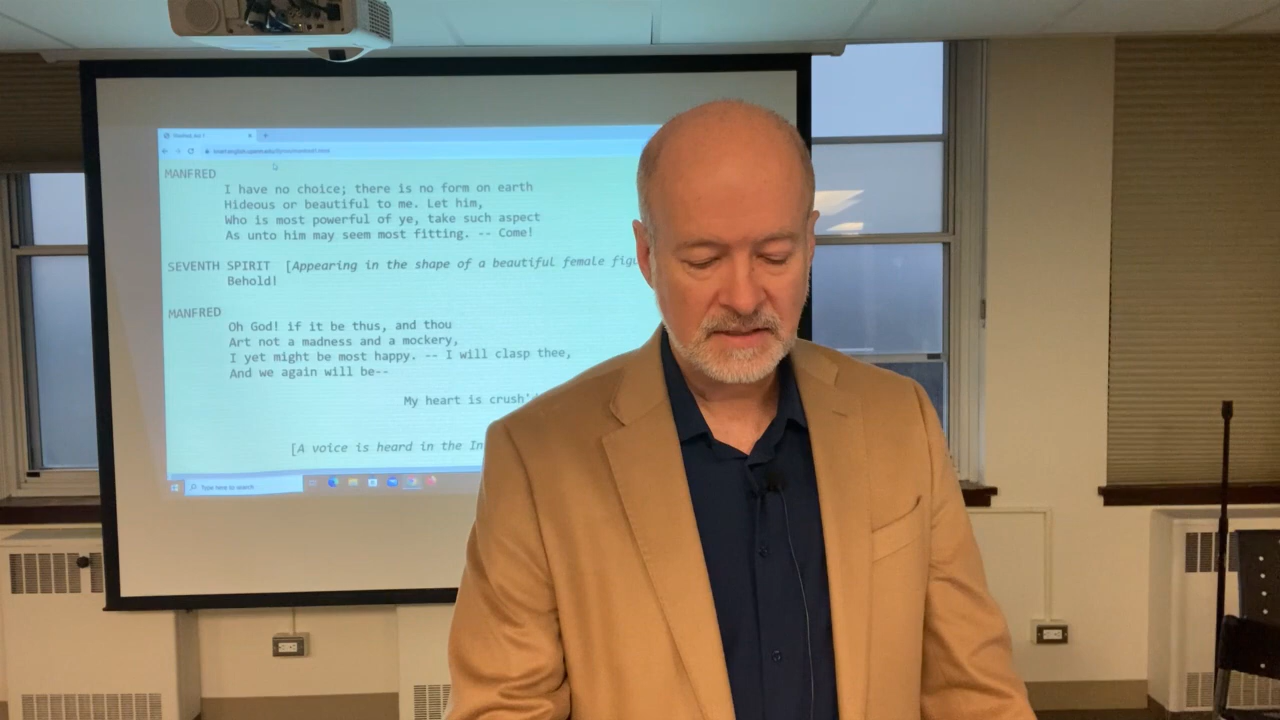 MANFRED
I have no choice; there is no form on earth
Hideous or beautiful to me. Let him,
Who is most powerful of ye, take such aspect
As unto him may seem most fitting. -- Come!
SEVENTH SPIRIT [Appearing in the shape of a beautiful female figu
Behold!
MANFRED
Oh God! if it be thus, and thou
Art not a madness and a mockery,
I yet might be most happy. -- I will clasp thee,
And we again will be--
My heart is crush'
[A voice is heard in the In
Type here to search